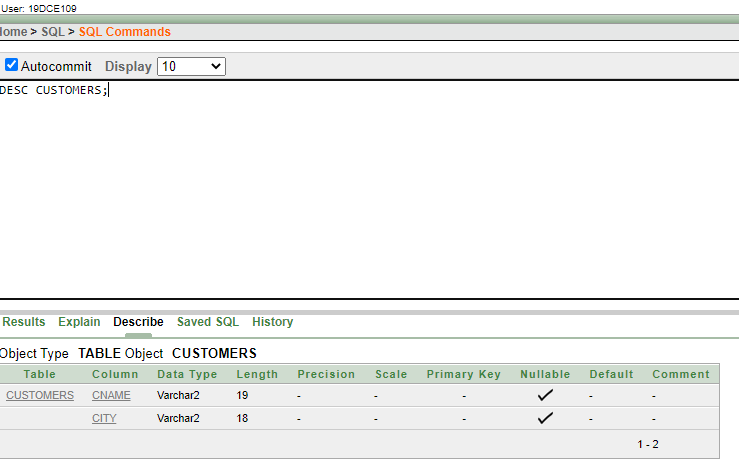 User: 19DCE109
Home > SQL > SQL Commands
Autocommit Display 10
DESC CUSTOMERS;
Results Explain Describe Saved SQL History
Object Type TABLE Object CUSTOMERS
Table Column Data Type Length Precision Scale Primary Key Nullable Default Comment
CUSTOMERS CNAME Varchar2 19 - - - ✓ - -
CITY Varchar2 18 - - - ✓ - -
1 - 2